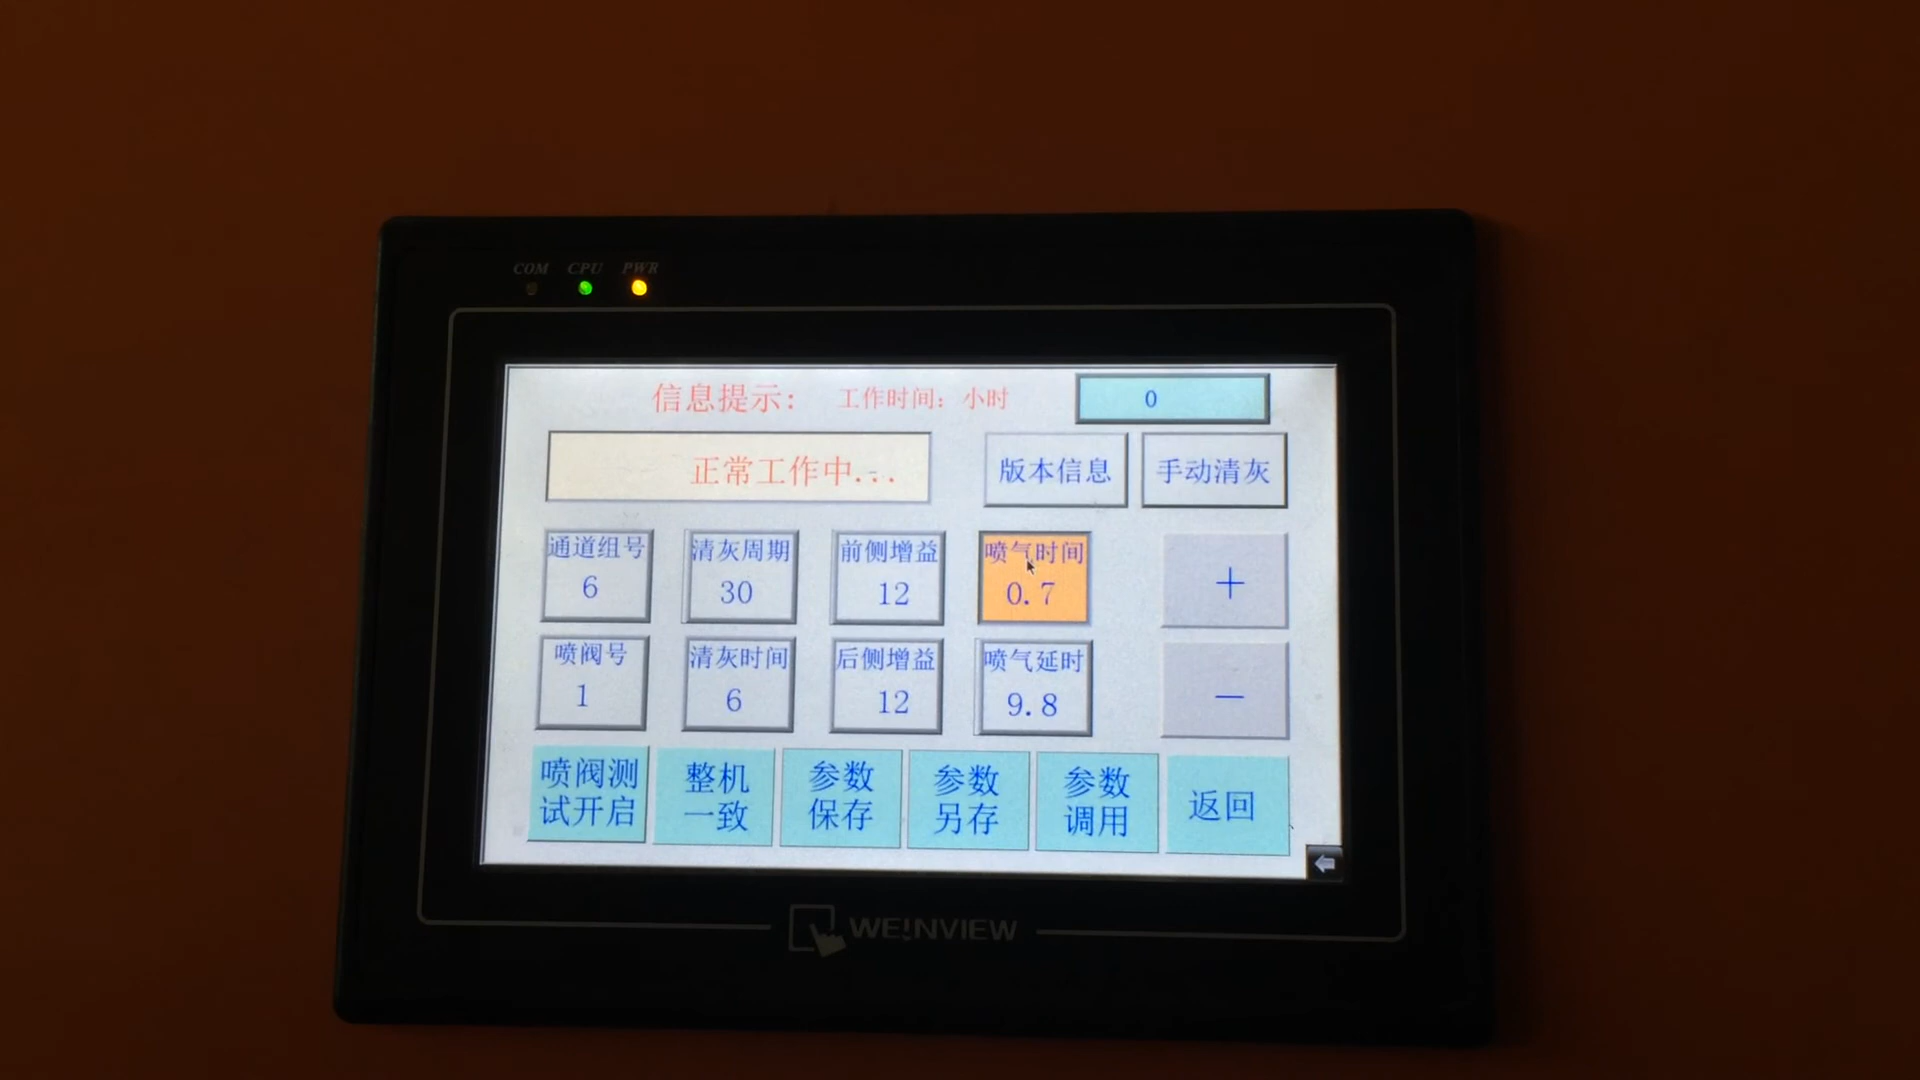 COM CPU PWR
信息提示: 工作时间: 小时 0
正常工作中... 版本信息 手动清灰
通道组号 清灰周期 前侧增益 喷气时间 +
6 30 12 0.7
喷阀号 清灰时间 后侧增益 喷气延时 －
1 6 12 9.8
喷阀测 整机 参数 参数 参数 返回
试开启 一致 保存 另存 调用
WEINVIEW